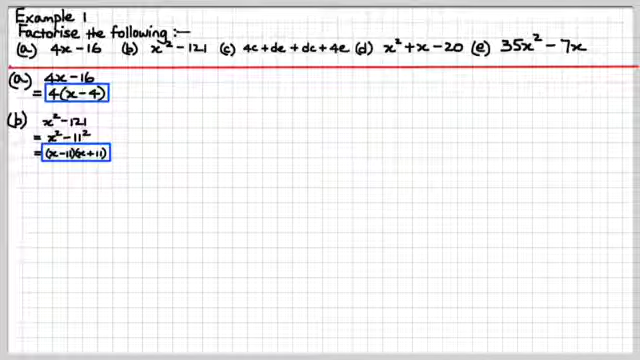 Example 1
Factorise the following :-
(a) 4x - 16 (b) x² - 121 (c) 4c + de + dc + 4e (d) x² + x - 20 (e) 35x² - 7x
(a) 4x - 16
= 4(x - 4)
(b) x² - 121
= x² - 11²
= (x - 11)(x + 11)